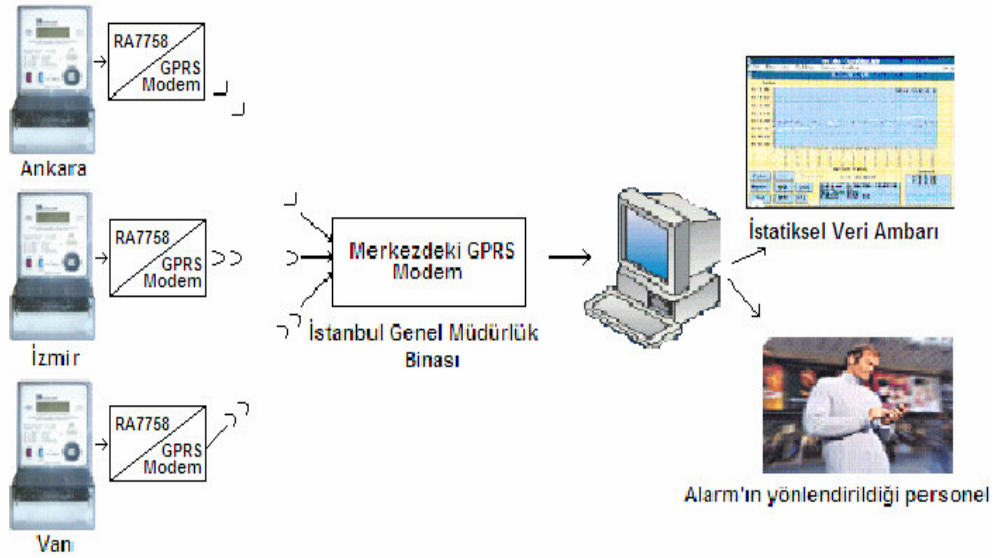 RA7758
GPRS
Modem
Ankara
RA7758
GPRS
Modem
İzmir
RA7758
GPRS
Modem
Van
Merkezdeki GPRS
Modem
İstanbul Genel Müdürlük
Binası
İstatiksel Veri Ambarı
Alarm'ın yönlendirildiği personel